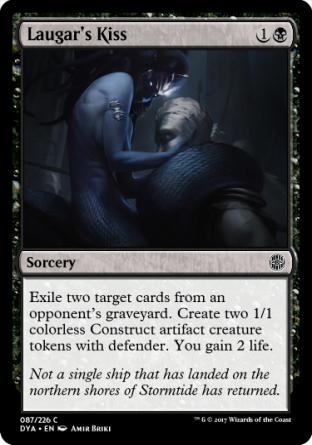 Laugar's Kiss 1
Sorcery
Exile two target cards from an
opponent's graveyard. Create two 1/1
colorless Construct artifact creature
tokens with defender. You gain 2 life.
Not a single ship that has landed on the
northern shores of Stormtide has returned.
087/226 C
DYA • EN Amir Briki
™ & © 2017 Wizards of the Coast